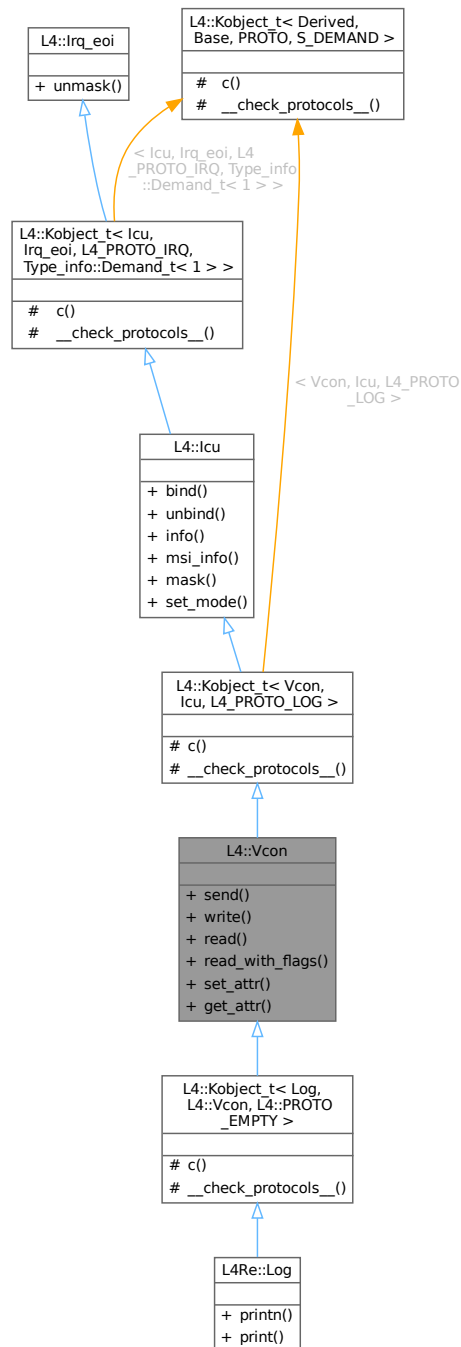 L4::Irq_eoi
+ unmask()
L4::Kobject_t< Derived,
Base, PROTO, S_DEMAND >
# c()
# __check_protocols__()
< Icu, Irq_eoi, L4
_PROTO_IRQ, Type_info
::Demand_t< 1 > >
L4::Kobject_t< Icu,
Irq_eoi, L4_PROTO_IRQ,
Type_info::Demand_t< 1 > >
# c()
# __check_protocols__()
< Vcon, Icu, L4_PROTO
_LOG >
L4::Icu
+ bind()
+ unbind()
+ info()
+ msi_info()
+ mask()
+ set_mode()
L4::Kobject_t< Vcon,
Icu, L4_PROTO_LOG >
# c()
# __check_protocols__()
L4::Vcon
+ send()
+ write()
+ read()
+ read_with_flags()
+ set_attr()
+ get_attr()
L4::Kobject_t< Log,
L4::Vcon, L4::PROTO
_EMPTY >
# c()
# __check_protocols__()
L4Re::Log
+ printn()
+ print()